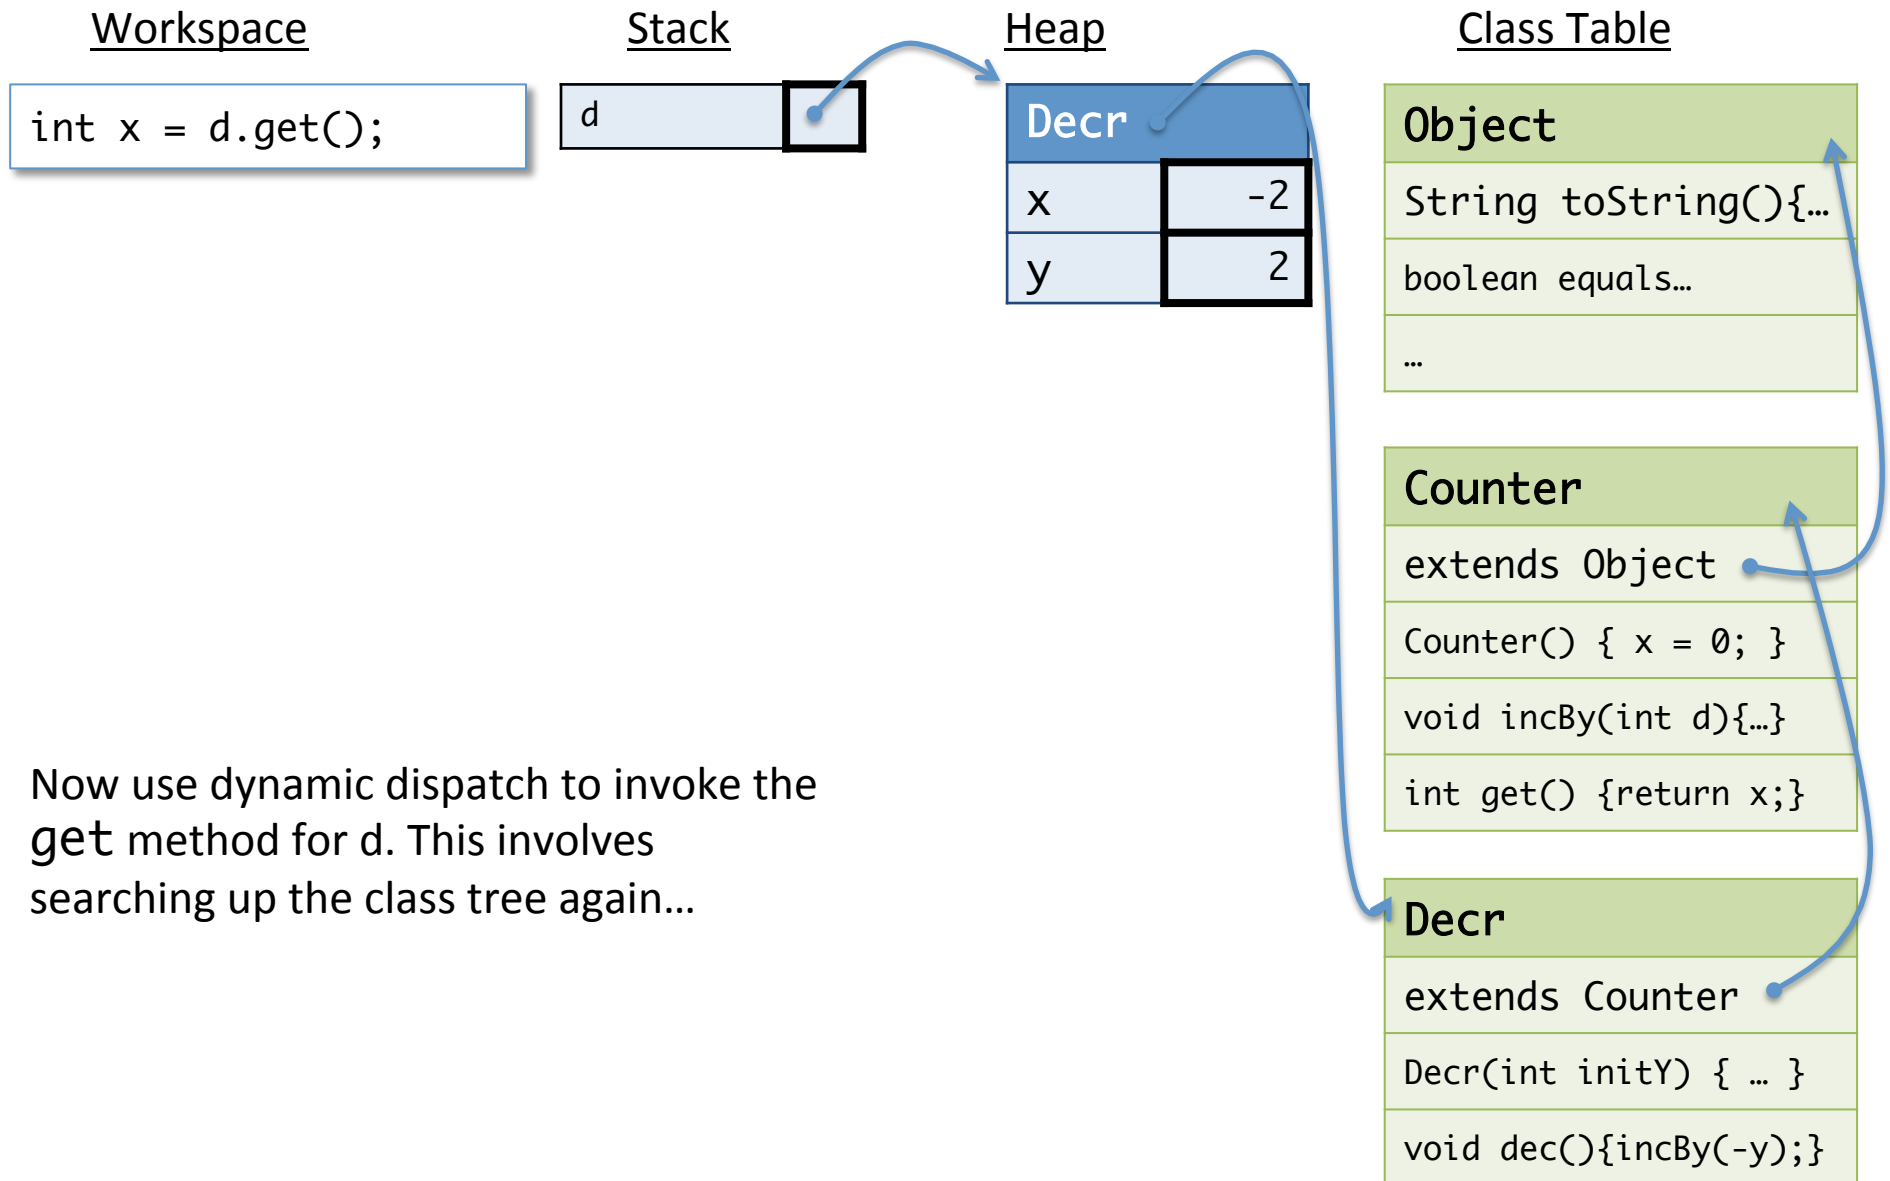 Workspace
Stack
Heap
Class Table
int x = d.get();
d
Decr
x
-2
y
2
Object
String toString(){…
boolean equals…
…
Counter
extends Object
Counter() { x = 0; }
void incBy(int d){…}
int get() {return x;}
Decr
extends Counter
Decr(int initY) { … }
void dec(){incBy(-y);}
Now use dynamic dispatch to invoke the
get method for d. This involves
searching up the class tree again…